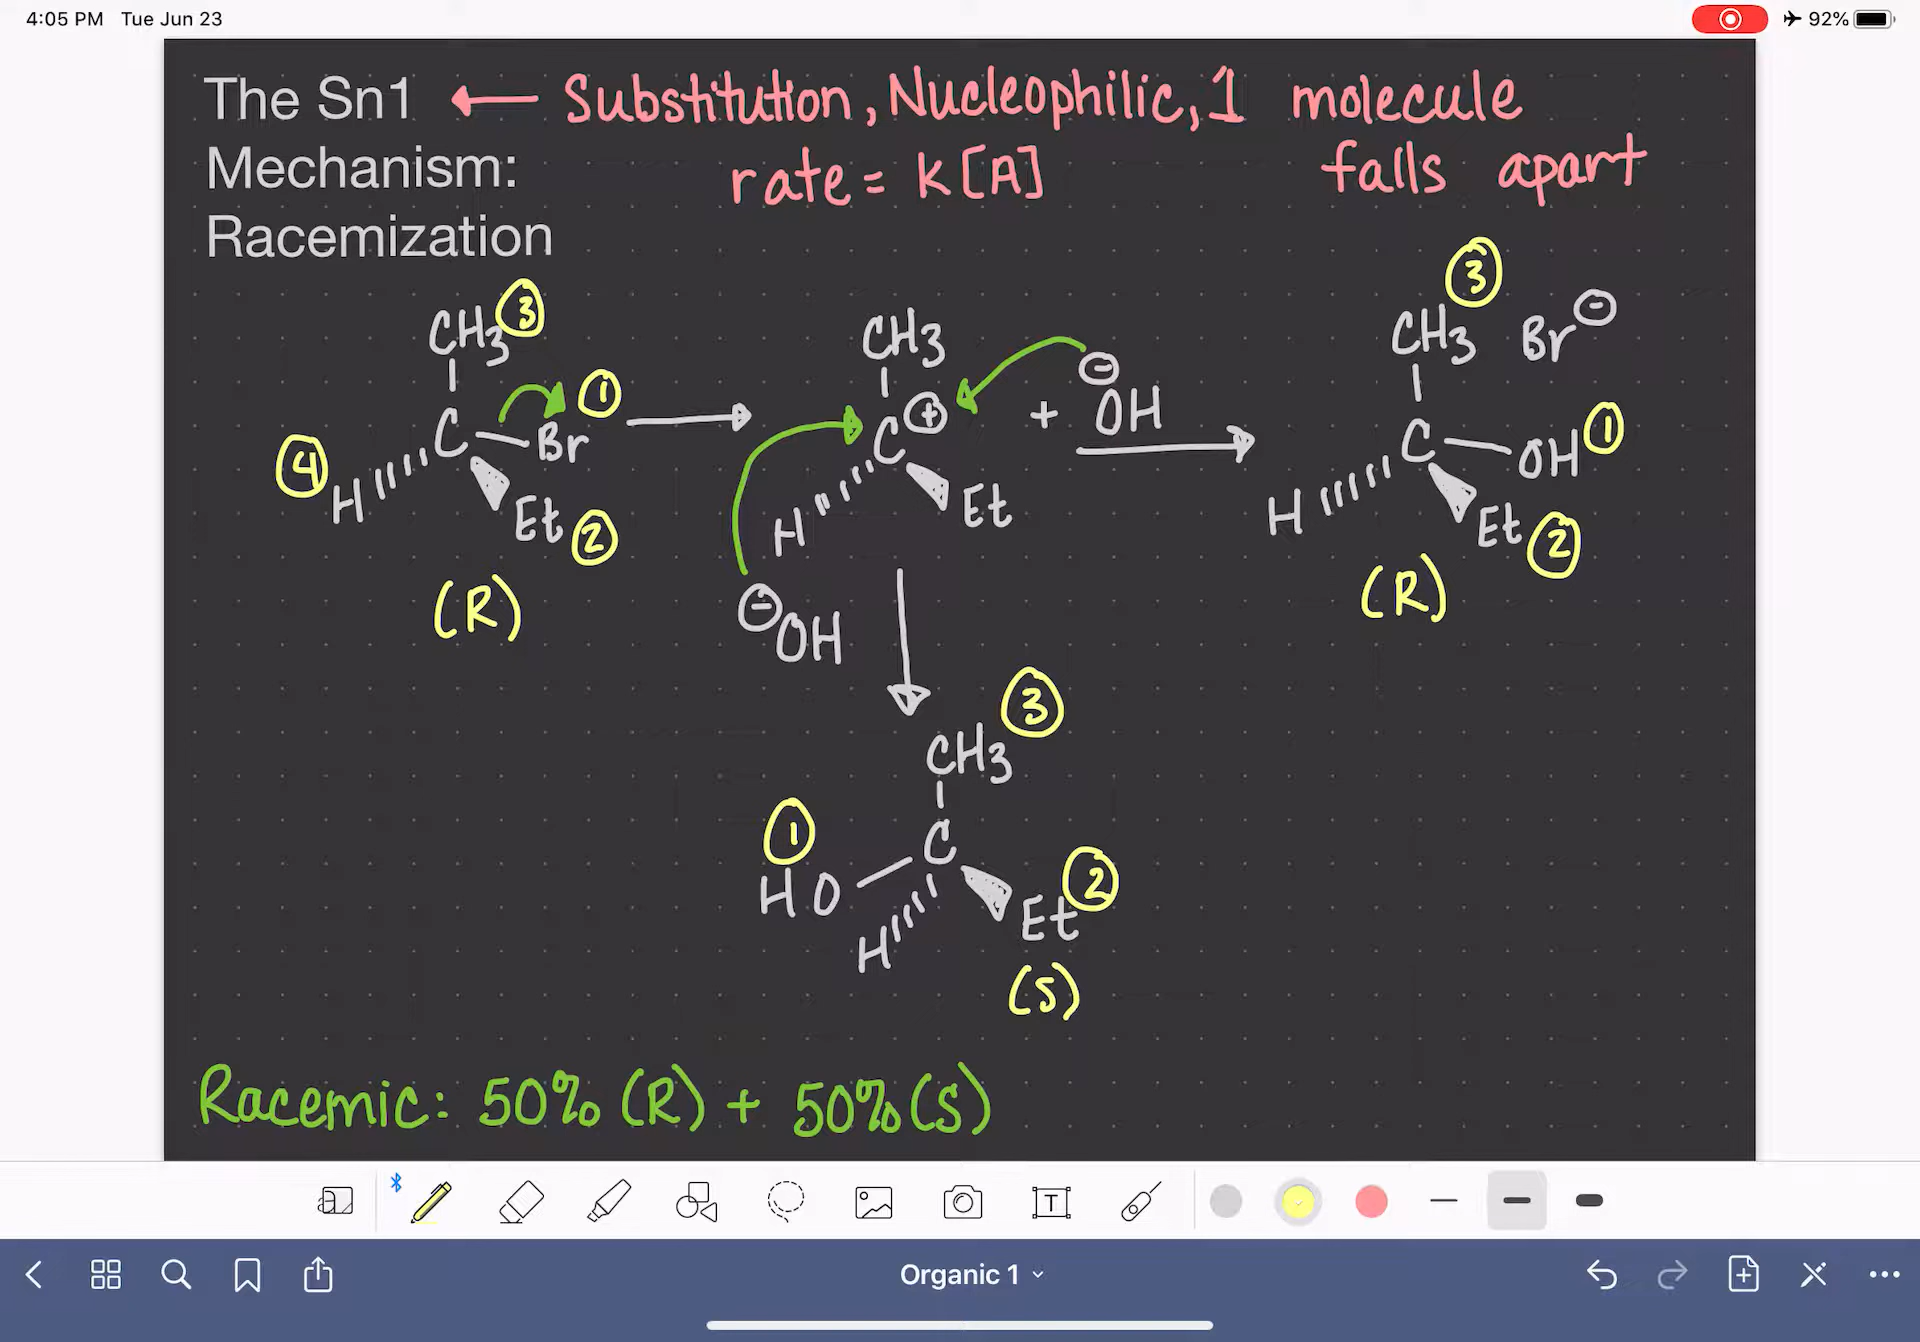 4:05 PM Tue Jun 23
92%
The Sn1 ← Substitution, Nucleophilic, 1 molecule
Mechanism: rate = K[A] falls apart
Racemization
CH3 3
C Br 1
4 H
Et 2
(R)
CH3
C +
H Et
+ - OH
- OH
3
CH3 Br -
C OH 1
H Et 2
(R)
3
CH3
1
HO C
H Et 2
(S)
Racemic: 50% (R) + 50% (S)
a
T
Organic 1